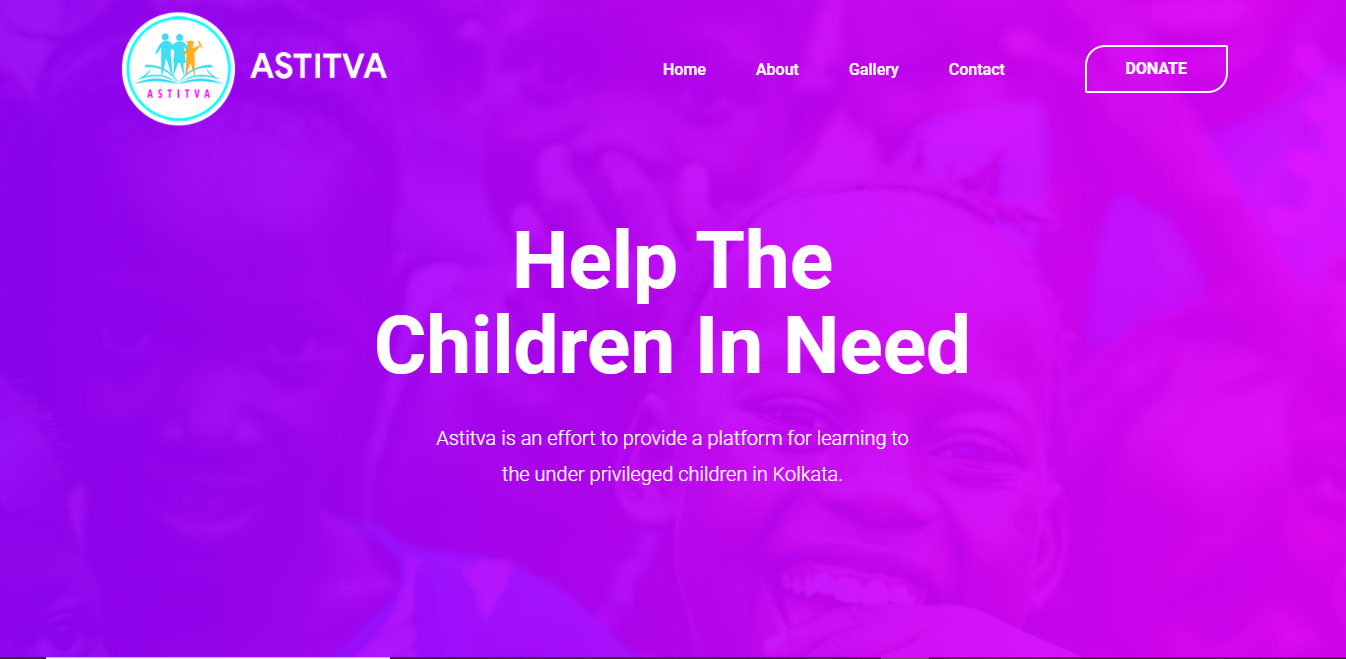 ASTITVA
ASTITVA
Home About Gallery Contact DONATE
Help The
Children In Need
Astitva is an effort to provide a platform for learning to
the under privileged children in Kolkata.